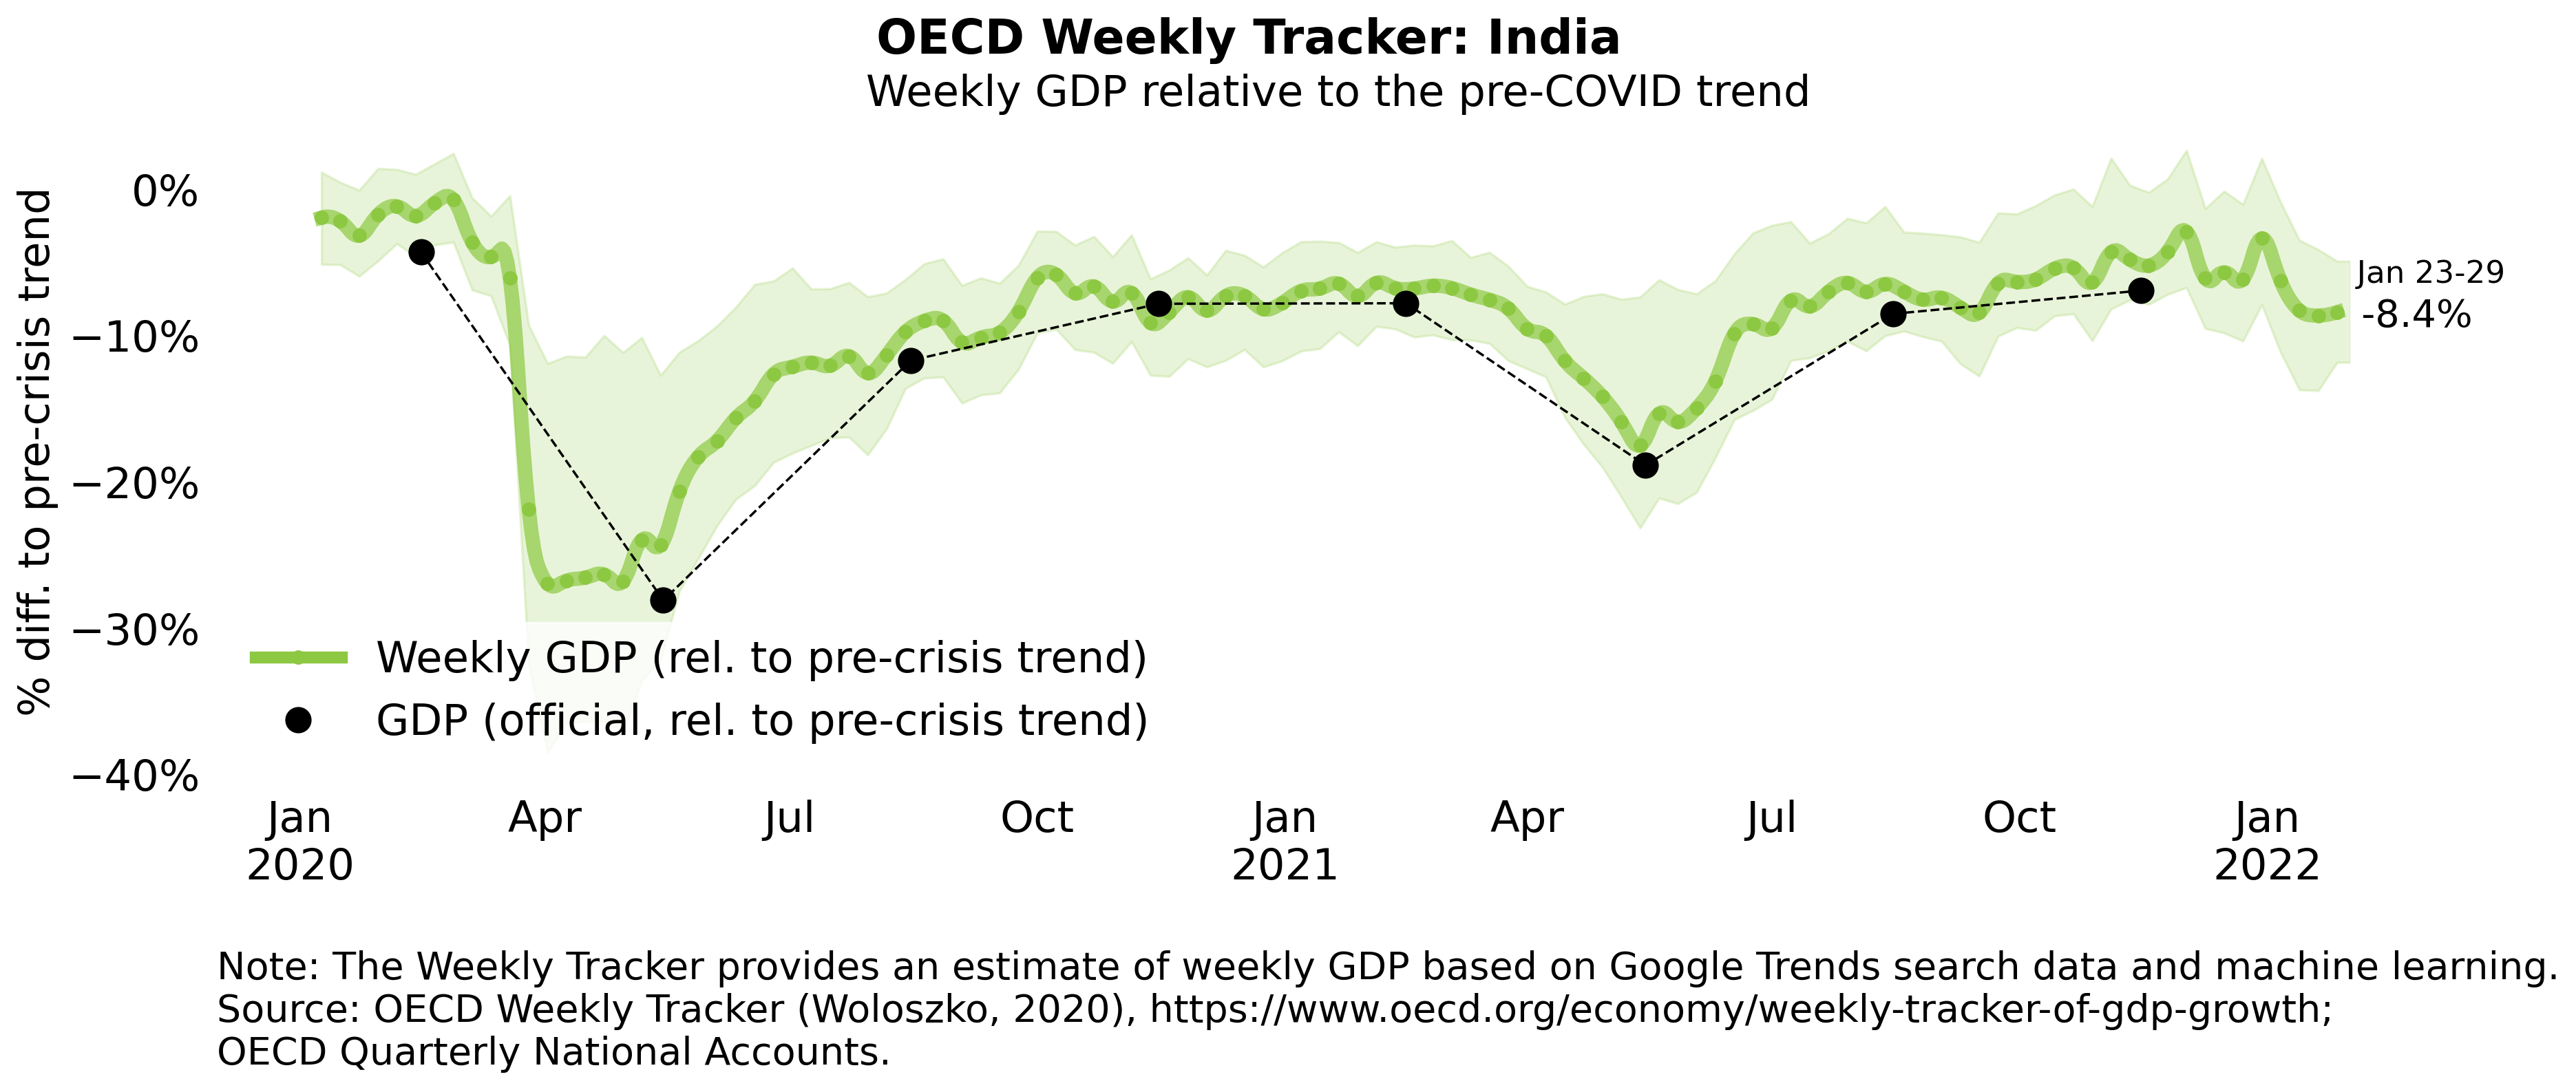 OECD Weekly Tracker: India
Weekly GDP relative to the pre-COVID trend
% diff. to pre-crisis trend
0%
−10%
−20%
−30%
−40%
Jan 23-29
-8.4%
Weekly GDP (rel. to pre-crisis trend)
GDP (official, rel. to pre-crisis trend)
Jan Apr Jul Oct Jan Apr Jul Oct Jan
2020 2021 2022
Note: The Weekly Tracker provides an estimate of weekly GDP based on Google Trends search data and machine learning.
Source: OECD Weekly Tracker (Woloszko, 2020), https://www.oecd.org/economy/weekly-tracker-of-gdp-growth;
OECD Quarterly National Accounts.